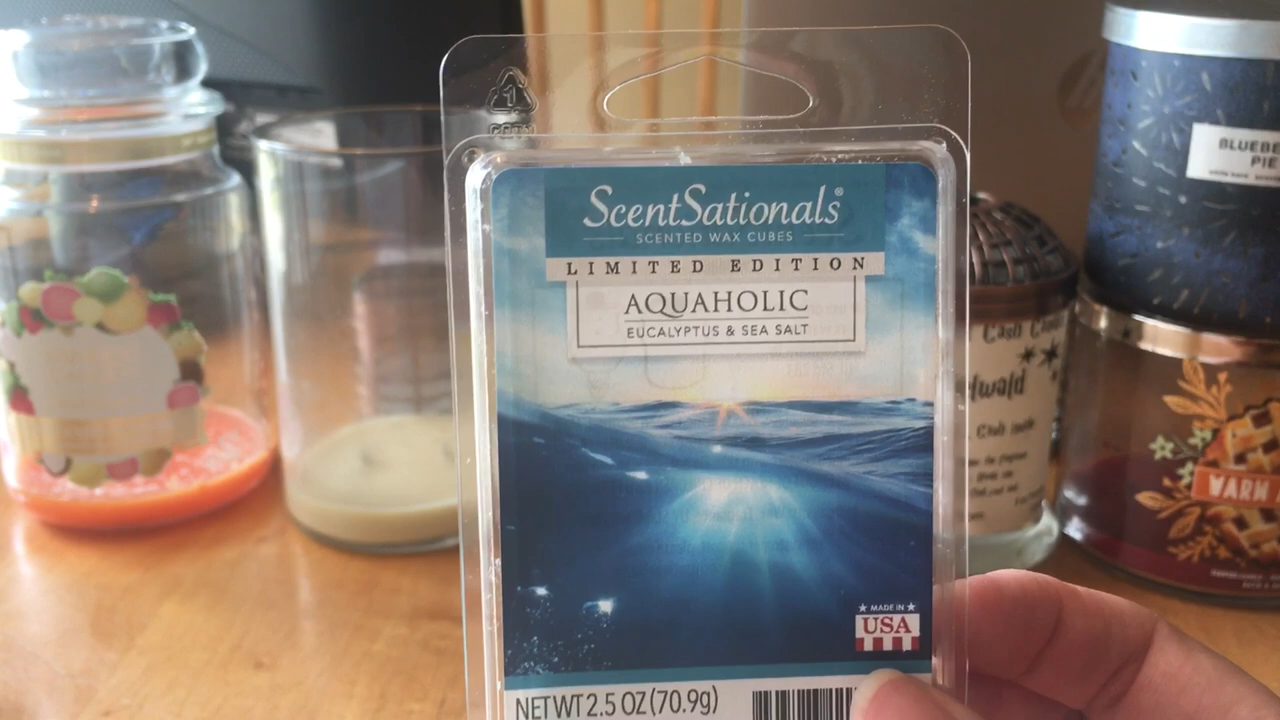 1
ScentSationals®
SCENTED WAX CUBES
LIMITED EDITION
AQUAHOLIC
EUCALYPTUS & SEA SALT
MADE IN
USA
NET WT 2.5 OZ (70.9g)
BLUEBE
PIE
WARM